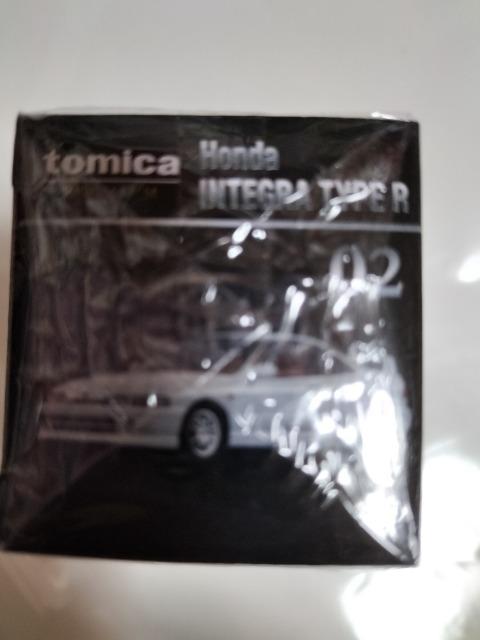 tomica
Honda
INTEGRA TYPE R
02